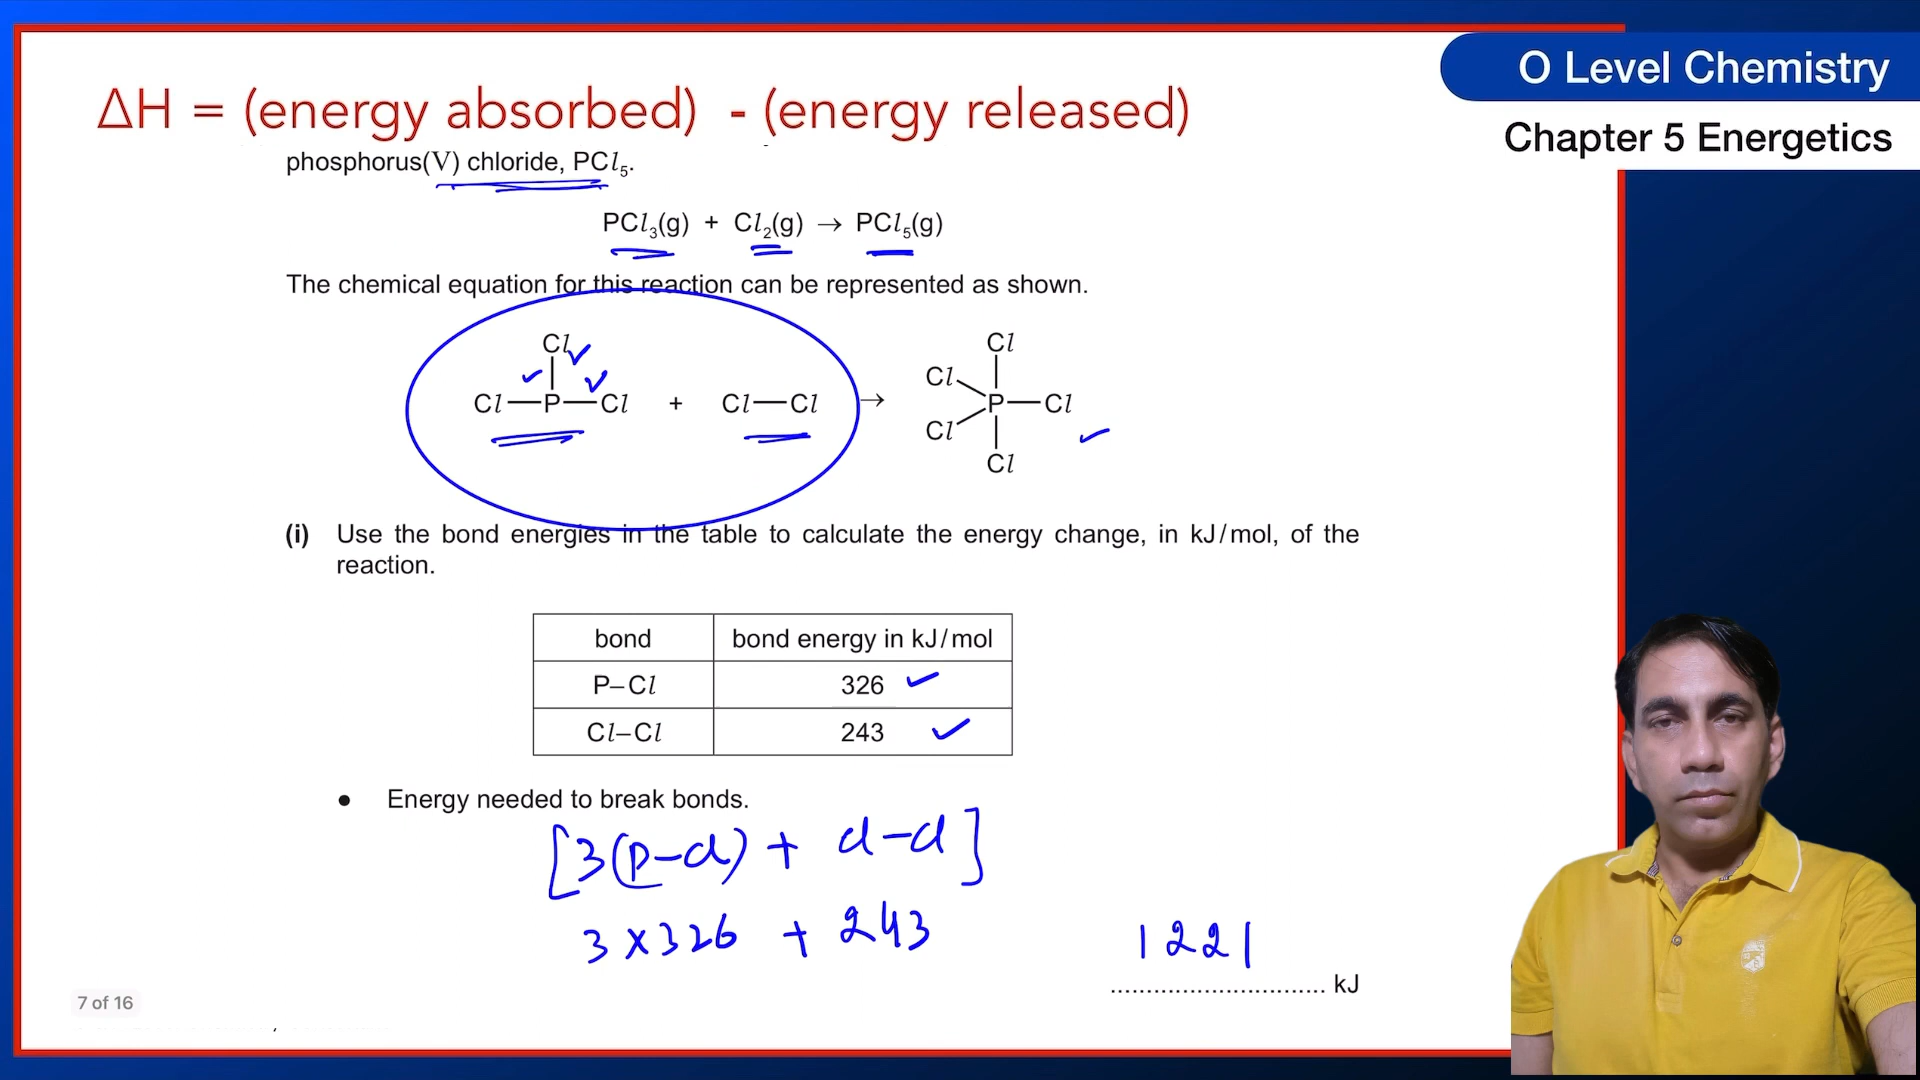 O Level Chemistry
Chapter 5 Energetics
ΔH = (energy absorbed) - (energy released)
phosphorus(V) chloride, PCl₅.
PCl₃(g) + Cl₂(g) → PCl₅(g)
The chemical equation for this reaction can be represented as shown.
Cl Cl
Cl
Cl—P—Cl + Cl—Cl → P—Cl
Cl
Cl
(i) Use the bond energies in the table to calculate the energy change, in kJ/mol, of the
reaction.
bond bond energy in kJ/mol
P–Cl 326
Cl–Cl 243
• Energy needed to break bonds.
[3(P-Cl) + Cl-Cl]
3 × 326 + 243
1221
.............................. kJ
7 of 16